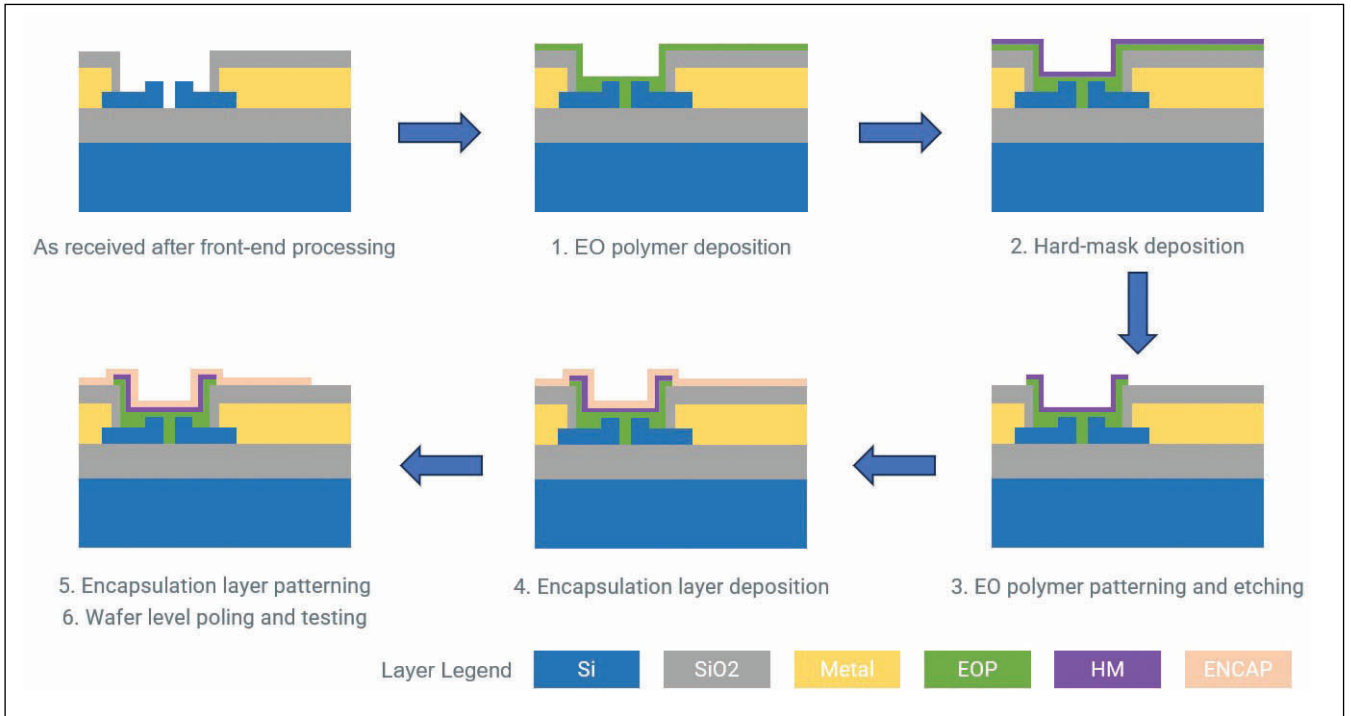 As received after front-end processing
1. EO polymer deposition
2. Hard-mask deposition
5. Encapsulation layer patterning
6. Wafer level poling and testing
4. Encapsulation layer deposition
3. EO polymer patterning and etching
Layer Legend
Si
SiO2
Metal
EOP
HM
ENCAP